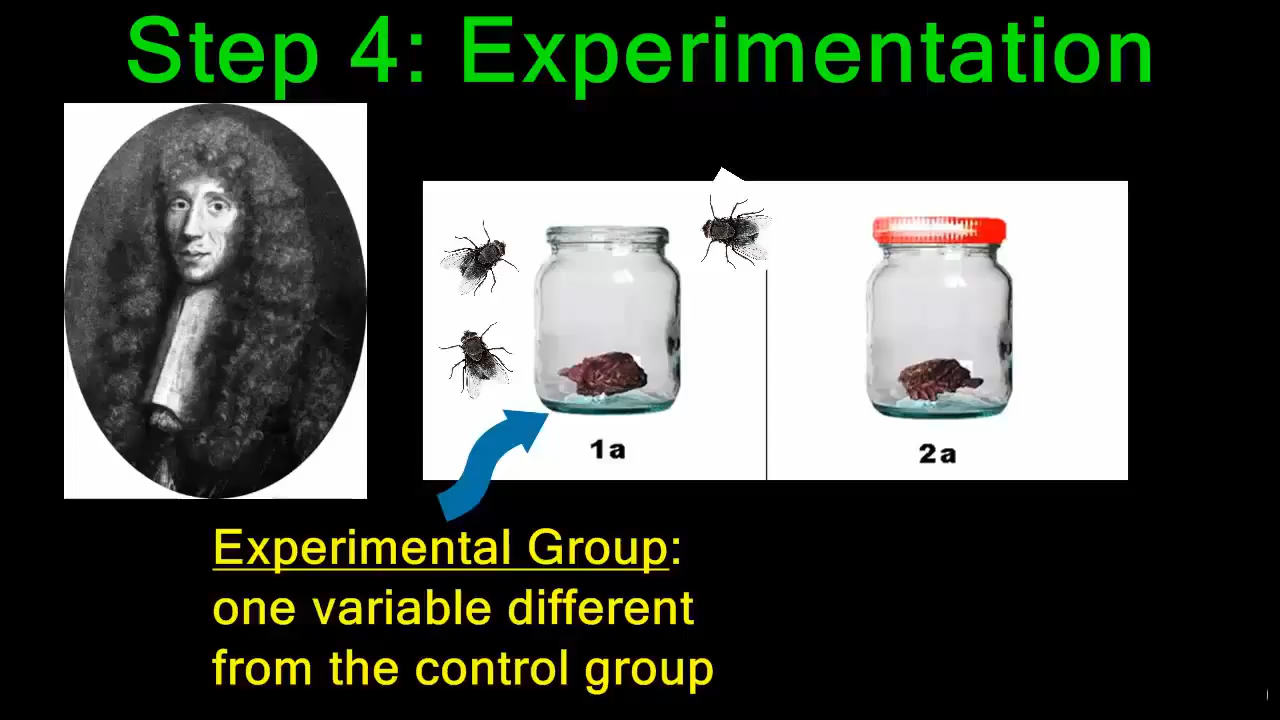 Step 4: Experimentation
1a
2a
Experimental Group:
one variable different
from the control group